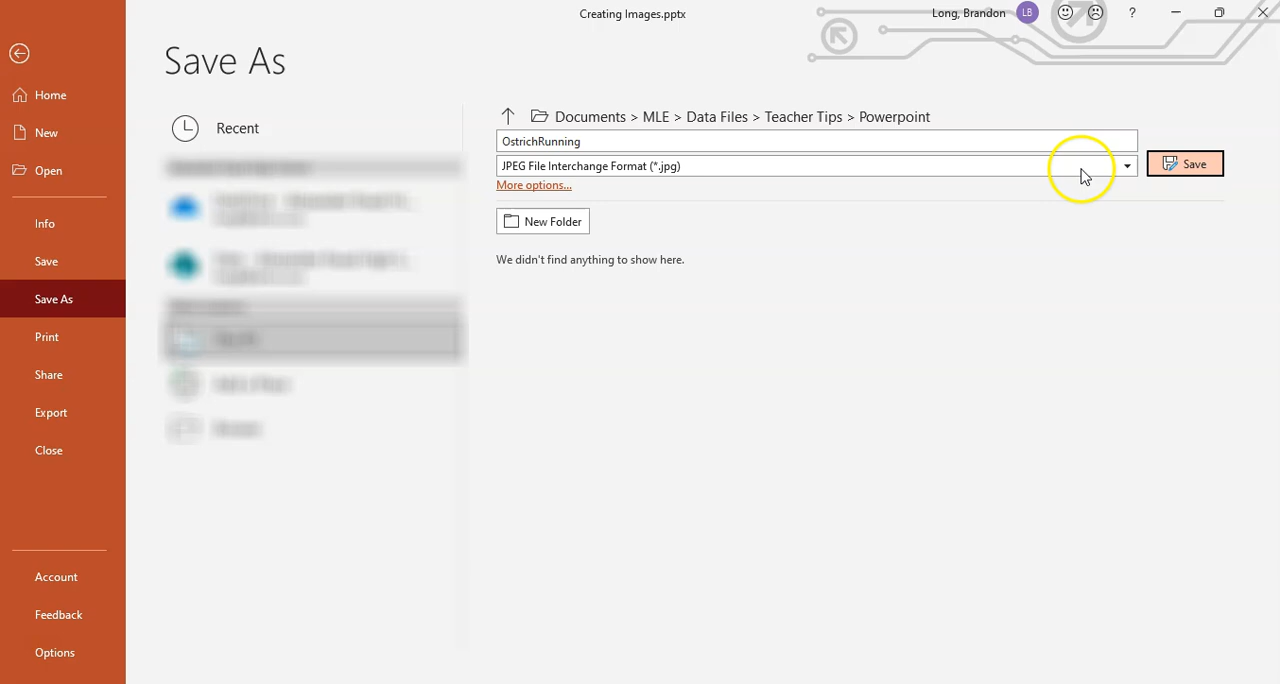 Creating Images.pptx
Long, Brandon
LB
?
Save As
Home
New
Open
Info
Save
Save As
Print
Share
Export
Close
Account
Feedback
Options
Recent
Documents > MLE > Data Files > Teacher Tips > Powerpoint
OstrichRunning
JPEG File Interchange Format (*.jpg)
Save
More options...
New Folder
We didn't find anything to show here.